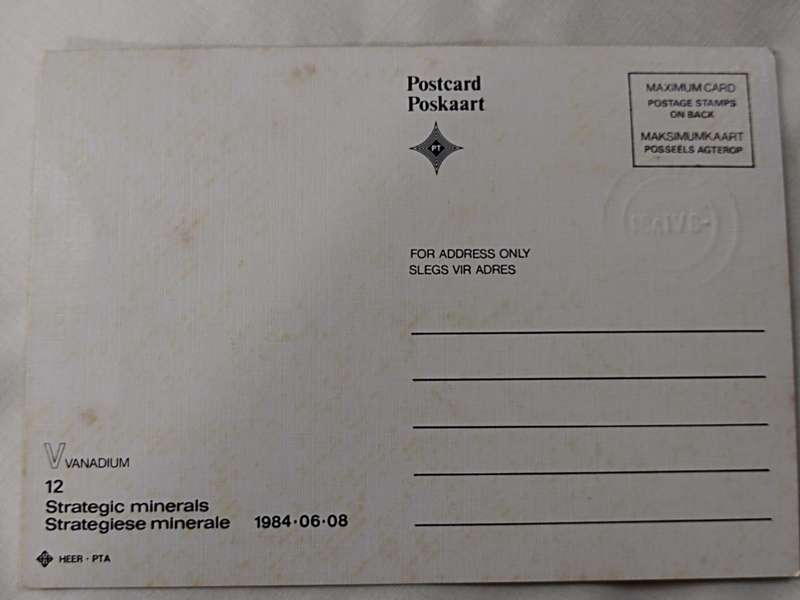 Postcard
Poskaart
PT
MAXIMUM CARD
POSTAGE STAMPS
ON BACK
MAKSIMUMKAART
POSSEËLS AGTEROP
FOR ADDRESS ONLY
SLEGS VIR ADRES
V VANADIUM
12
Strategic minerals
Strategiese minerale 1984·06·08
HEER · PTA